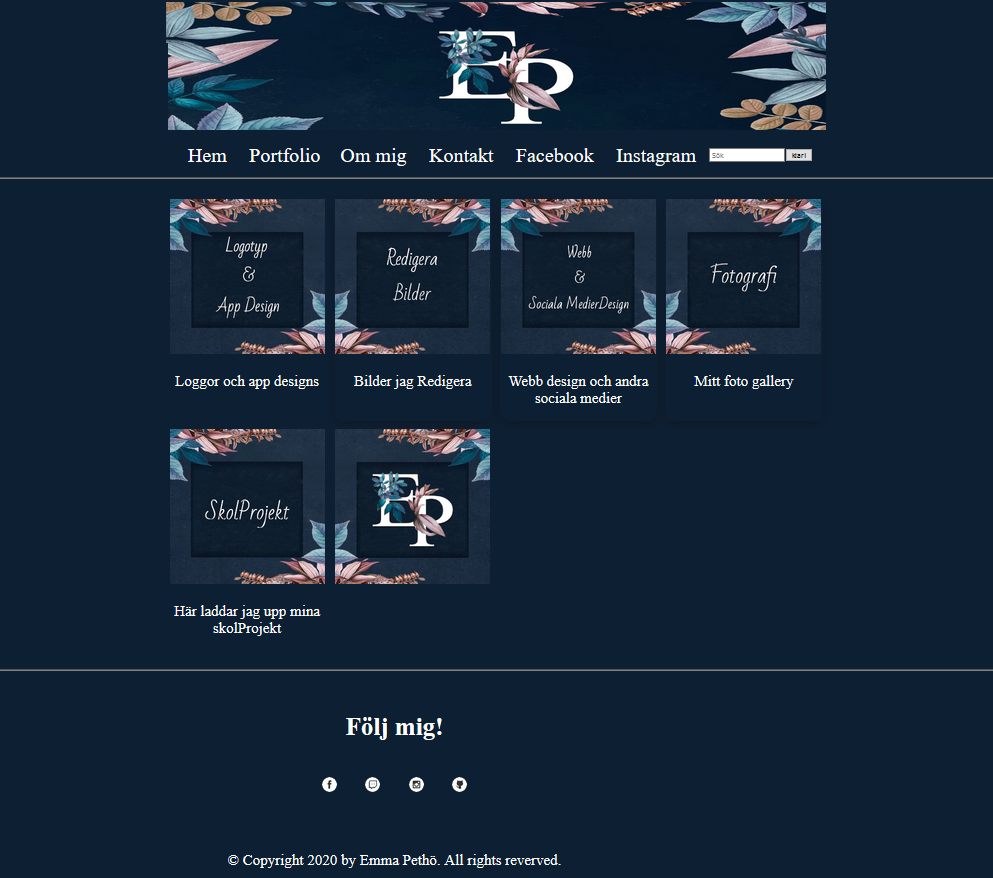 EP
Hem Portfolio Om mig Kontakt Facebook Instagram Sök klar!
Logotyp
&
App Design
Redigera
Bilder
Webb
&
Sociala MedierDesign
Fotografi
Loggor och app designs
Bilder jag Redigera
Webb design och andra
sociala medier
Mitt foto gallery
SkolProjekt
EP
Här laddar jag upp mina
skolProjekt
Följ mig!
© Copyright 2020 by Emma Pethö. All rights reverved.